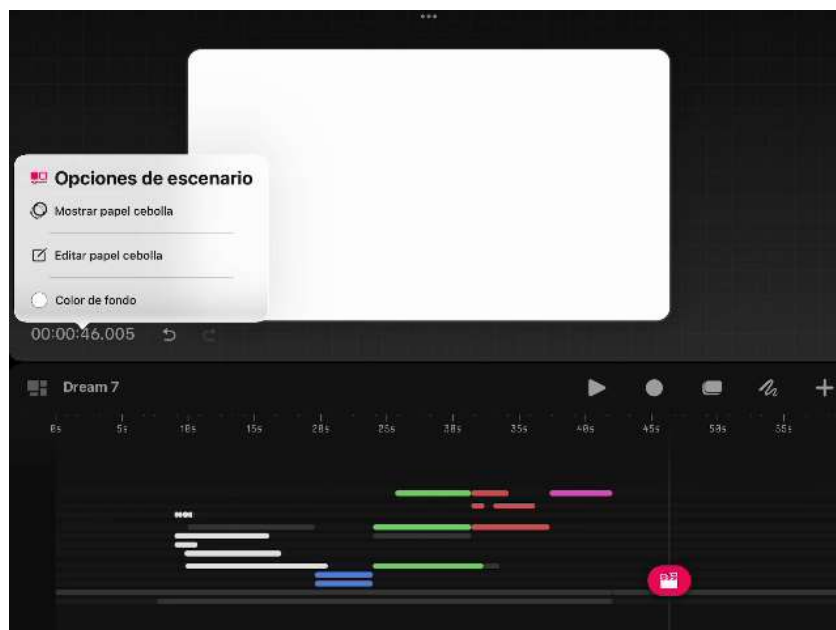 Opciones de escenario
Mostrar papel cebolla
Editar papel cebolla
Color de fondo
00:00:46.005
Dream 7
0s 5s 10s 15s 20s 25s 30s 35s 40s 45s 50s 55s